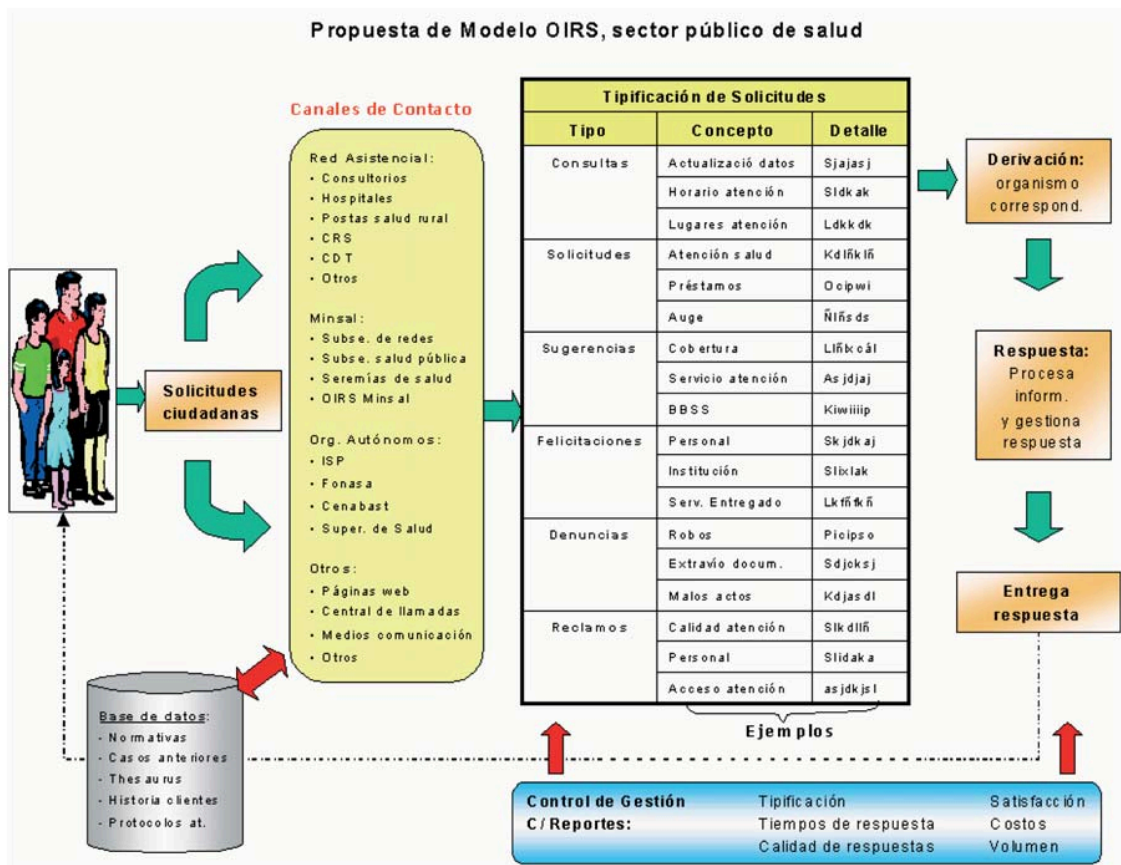 Propuesta de Modelo OIRS, sector público de salud
Canales de Contacto
Red Asistencial:
• Consultorios
• Hospitales
• Postas salud rural
• CRS
• CDT
• Otros
Minsal:
• Subse. de redes
• Subse. salud pública
• Seremías de salud
• OIRS Minsal
Org. Autónomos:
• ISP
• Fonasa
• Cenabast
• Super. de Salud
Otros:
• Páginas web
• Central de llamadas
• Medios comunicación
• Otros
Solicitudes
ciudadanas
Base de datos:
- Normativas
- Casos anteriores
- Thesaurus
- Historia clientes
- Protocolos at.
Tipificación de Solicitudes
Tipo Concepto Detalle
Consultas Actualizació datos Sjajasj
Horario atención Sldkak
Lugares atención Ldkkdk
Solicitudes Atención salud Kdlñklñ
Préstamos Ocipwi
Auge Ñlñsds
Sugerencias Cobertura Llñlxcál
Servicio atención Asjdjaj
BBSS Kiwiiiip
Felicitaciones Personal Skjdkaj
Institución Slixlak
Serv. Entregado Lkfñfkñ
Denuncias Robos Picipso
Extravío docum. Sdjcksj
Malos actos Kdjasdl
Reclamos Calidad atención Slkdllñ
Personal Slidaka
Acceso atención asjdkjsl
Ejemplos
Derivación:
organismo
correspond.
Respuesta:
Procesa
inform.
y gestiona
respuesta
Entrega
respuesta
Control de Gestión Tipificación Satisfacción
C/ Reportes: Tiempos de respuesta Costos
Calidad de respuestas Volumen